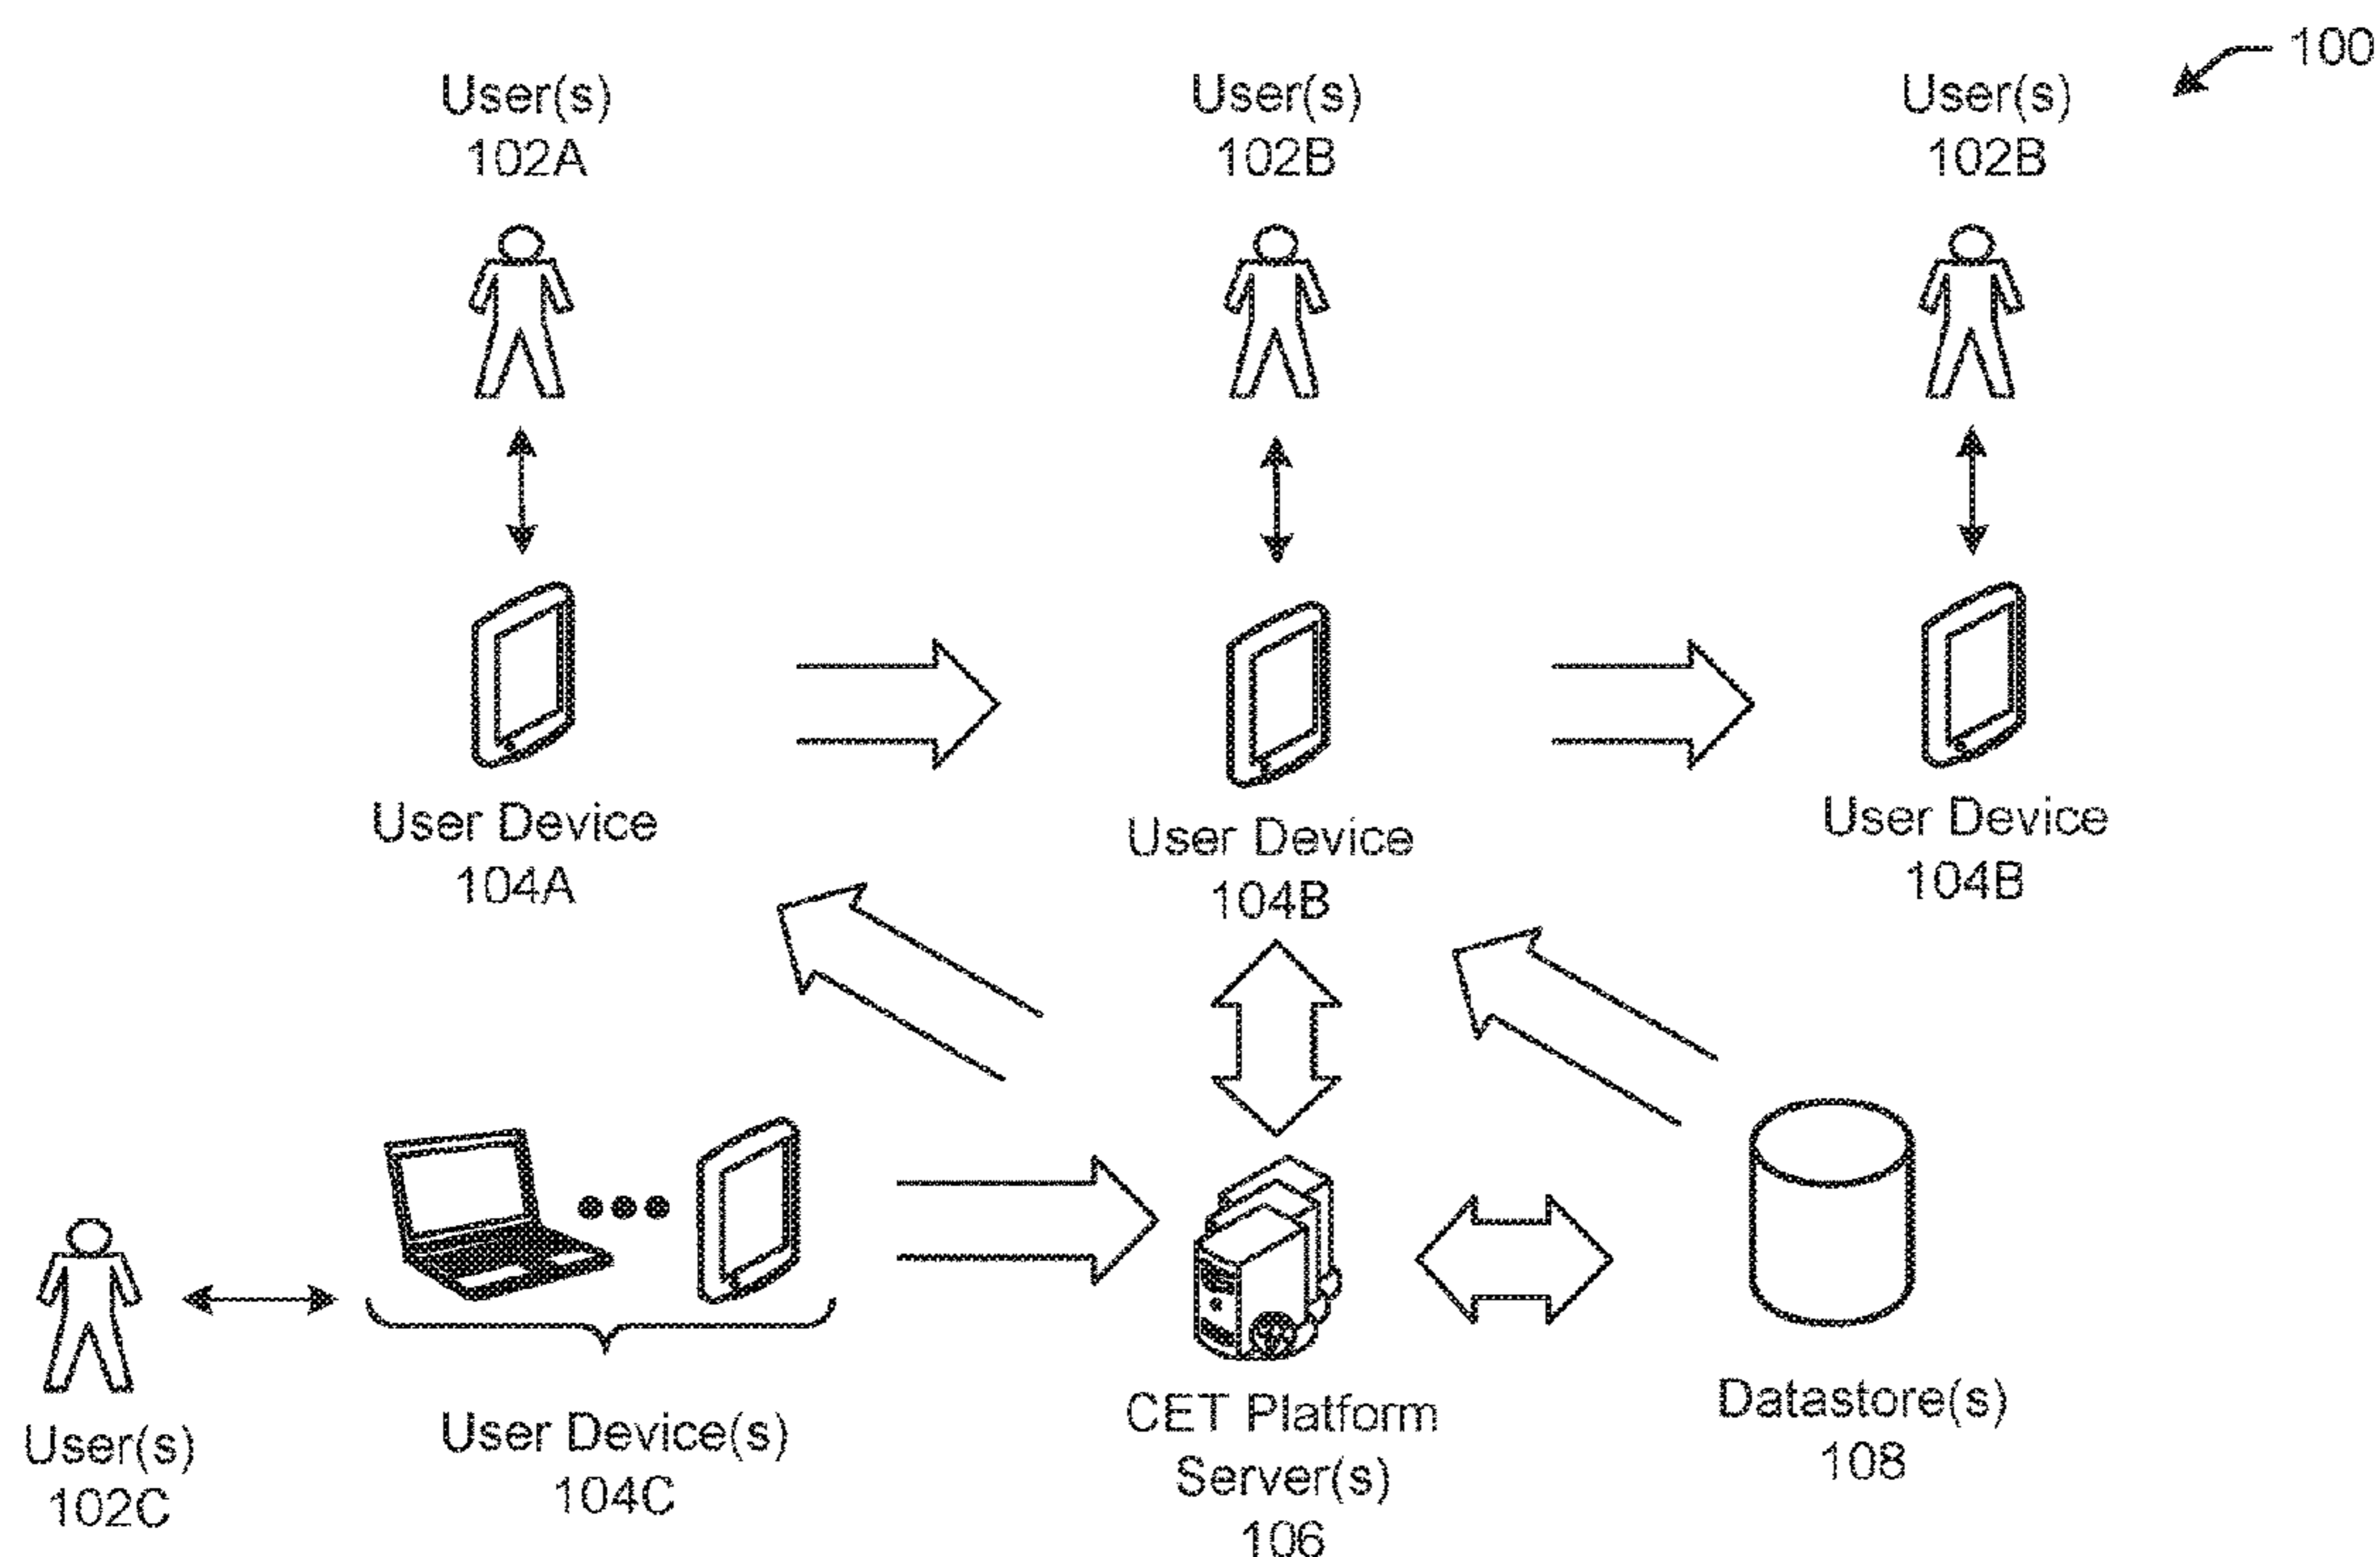 100
User(s)
102A
User(s)
102B
User(s)
102B
User Device
104A
User Device
104B
User Device
104B
User(s)
102C
User Device(s)
104C
CET Platform
Server(s)
106
Datastore(s)
108